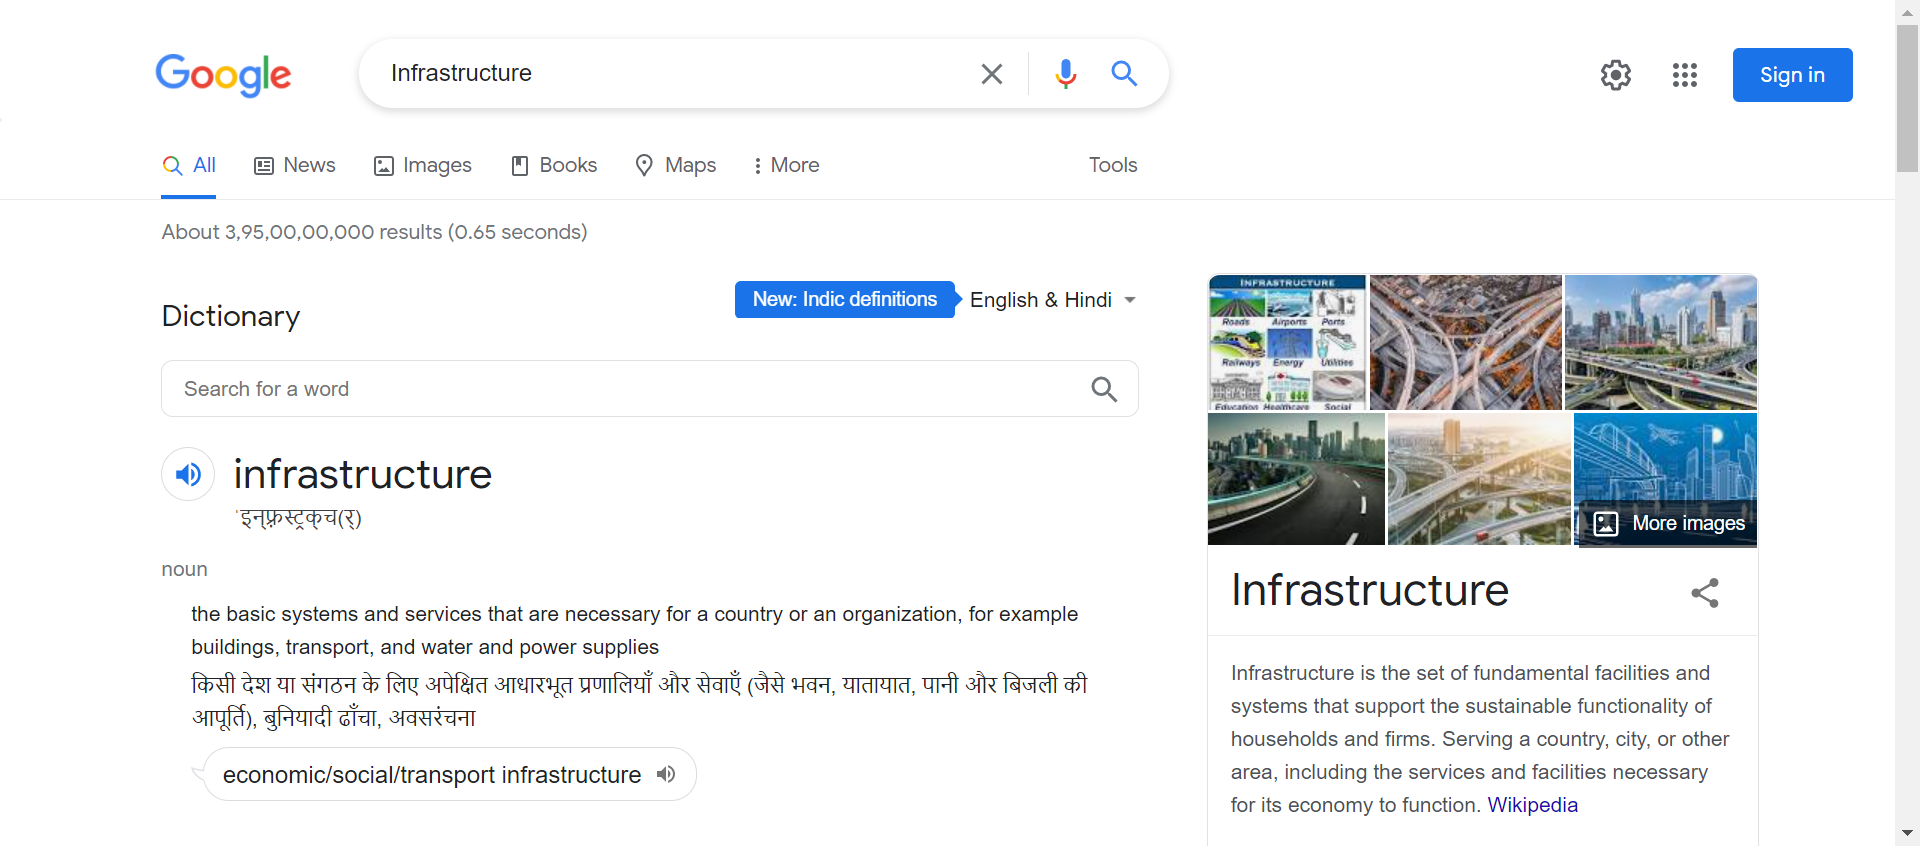 Google
Infrastructure
Sign in
All
News
Images
Books
Maps
More
Tools
About 3,95,00,00,000 results (0.65 seconds)
Dictionary
New: Indic definitions
English & Hindi
Search for a word
infrastructure
ˈइन्फ़्रस्ट्रक्च(र्)
noun
the basic systems and services that are necessary for a country or an organization, for example
buildings, transport, and water and power supplies
किसी देश या संगठन के लिए अपेक्षित आधारभूत प्रणालियाँ और सेवाएँ (जैसे भवन, यातायात, पानी और बिजली की
आपूर्ति), बुनियादी ढाँचा, अवसरंचना
economic/social/transport infrastructure
INFRASTRUCTURE
Roads Airports Ports
Railways Energy Utilities
Education Healthcare Social
More images
Infrastructure
Infrastructure is the set of fundamental facilities and
systems that support the sustainable functionality of
households and firms. Serving a country, city, or other
area, including the services and facilities necessary
for its economy to function. Wikipedia